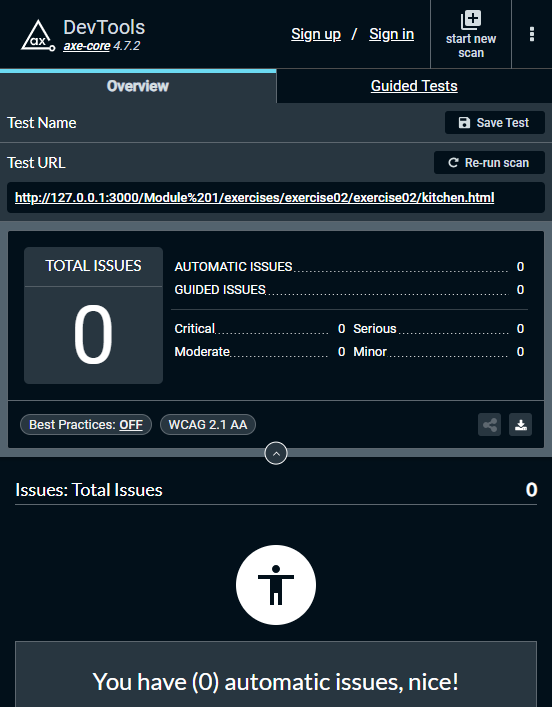 ax
DevTools
axe-core 4.7.2
Sign up / Sign in
start new
scan
Overview
Guided Tests
Test Name
Save Test
Test URL
Re-run scan
http://127.0.0.1:3000/Module%201/exercises/exercise02/exercise02/kitchen.html
TOTAL ISSUES
0
AUTOMATIC ISSUES 0
GUIDED ISSUES 0
Critical 0 Serious 0
Moderate 0 Minor 0
Best Practices: OFF
WCAG 2.1 AA
Issues: Total Issues 0
You have (0) automatic issues, nice!